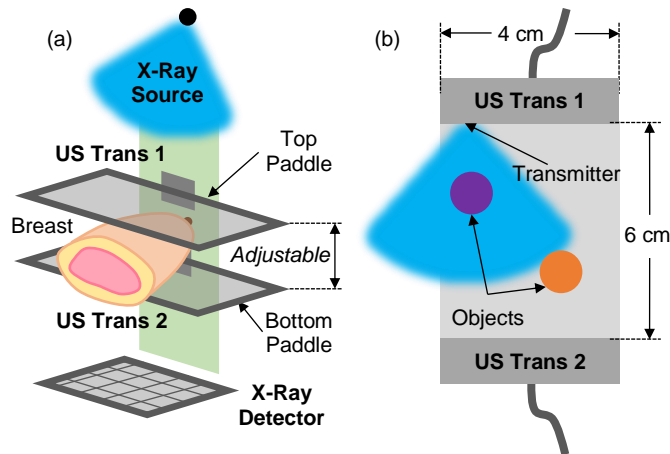 (a)
X-Ray
Source
US Trans 1
Top
Paddle
Breast
Adjustable
US Trans 2
Bottom
Paddle
X-Ray
Detector
(b)
4 cm
US Trans 1
Transmitter
6 cm
Objects
US Trans 2